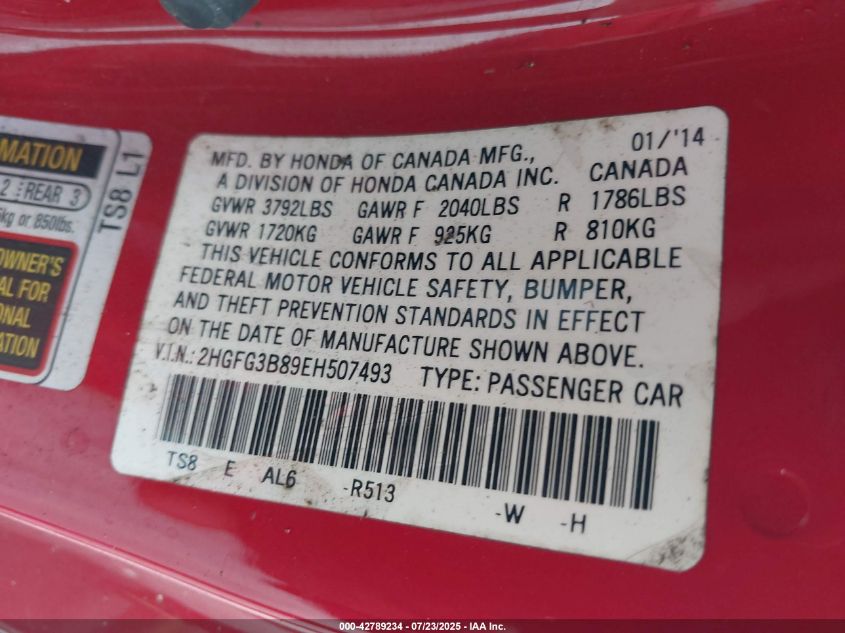 MATION
2 REAR 3
kg or 850lbs.
OWNER'S
AL FOR
ONAL
ATION
TS8 L1
01/'14
MFD. BY HONDA OF CANADA MFG.,
A DIVISION OF HONDA CANADA INC. CANADA
GVWR 3792LBS GAWR F 2040LBS R 1786LBS
GVWR 1720KG GAWR F 925KG R 810KG
THIS VEHICLE CONFORMS TO ALL APPLICABLE
FEDERAL MOTOR VEHICLE SAFETY, BUMPER,
AND THEFT PREVENTION STANDARDS IN EFFECT
ON THE DATE OF MANUFACTURE SHOWN ABOVE.
V.I.N.: 2HGFG3B89EH507493 TYPE: PASSENGER CAR
TS8 E AL6 -R513 -W -H
000-42789234 - 07/23/2025 - IAA Inc.